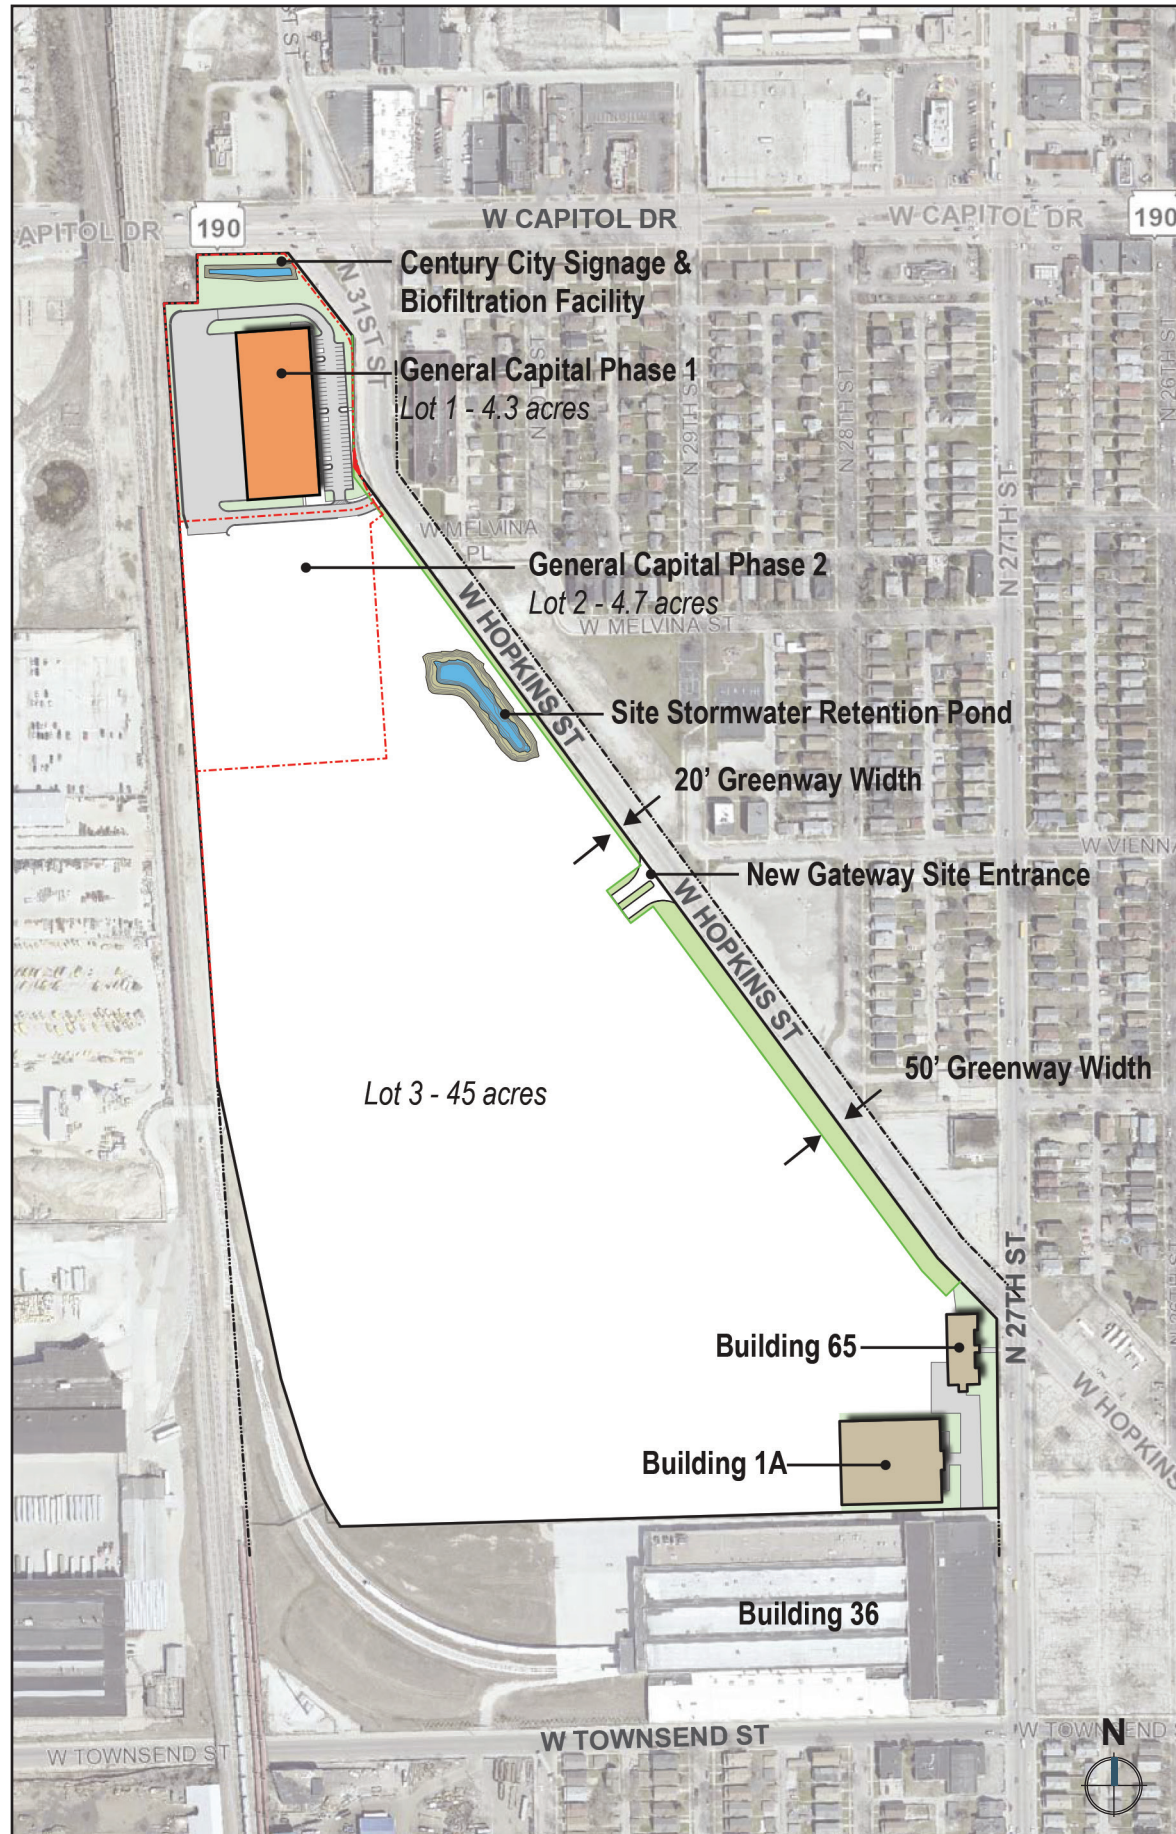 ST ST
W CAPITOL DR
W CAPITOL DR
APITOL DR
190
190
Century City Signage &
Biofiltration Facility
N 31ST ST
General Capital Phase 1
Lot 1 - 4.3 acres
N 29TH ST
N 28TH ST
N 27TH ST
N 26TH ST
W MELVINA
PL
General Capital Phase 2
Lot 2 - 4.7 acres
W MELVINA ST
W HOPKINS ST
Site Stormwater Retention Pond
20' Greenway Width
W VIENNA
New Gateway Site Entrance
W HOPKINS ST
50' Greenway Width
Lot 3 - 45 acres
N 27TH ST
Building 65
W HOPKINS
Building 1A
Building 36
W TOWNSEND ST
W TOWNSEND ST
W TOWNSEND S
N